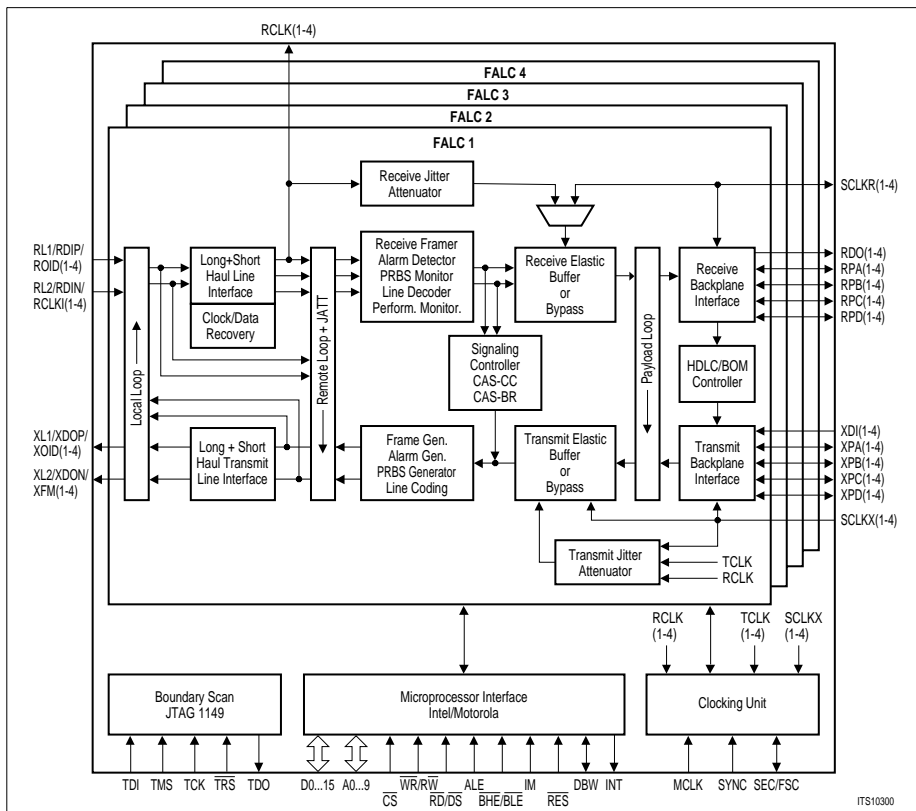 RCLK(1-4)
FALC 4
FALC 3
FALC 2
FALC 1
Receive Jitter
Attenuator
SCLKR(1-4)
RL1/RDIP/
ROID(1-4)
RL2/RDIN/
RCLKI(1-4)
Local Loop
Long+Short
Haul Line
Interface
Clock/Data
Recovery
Remote Loop + JATT
Receive Framer
Alarm Detector
PRBS Monitor
Line Decoder
Perform. Monitor.
Receive Elastic
Buffer
or
Bypass
Payload Loop
Receive
Backplane
Interface
RDO(1-4)
RPA(1-4)
RPB(1-4)
RPC(1-4)
RPD(1-4)
Signaling
Controller
CAS-CC
CAS-BR
HDLC/BOM
Controller
XL1/XDOP/
XOID(1-4)
XL2/XDON/
XFM(1-4)
Long + Short
Haul Transmit
Line Interface
Frame Gen.
Alarm Gen.
PRBS Generator
Line Coding
Transmit Elastic
Buffer
or
Bypass
Transmit
Backplane
Interface
XDI(1-4)
XPA(1-4)
XPB(1-4)
XPC(1-4)
XPD(1-4)
SCLKX(1-4)
Transmit Jitter
Attenuator
TCLK
RCLK
RCLK
(1-4)
TCLK
(1-4)
SCLKX
(1-4)
Boundary Scan
JTAG 1149
Microprocessor Interface
Intel/Motorola
Clocking Unit
TDI TMS TCK TRS TDO
D0...15 A0...9 CS WR/RW RD/DS ALE BHE/BLE IM RES DBW INT
MCLK SYNC SEC/FSC
ITS10300